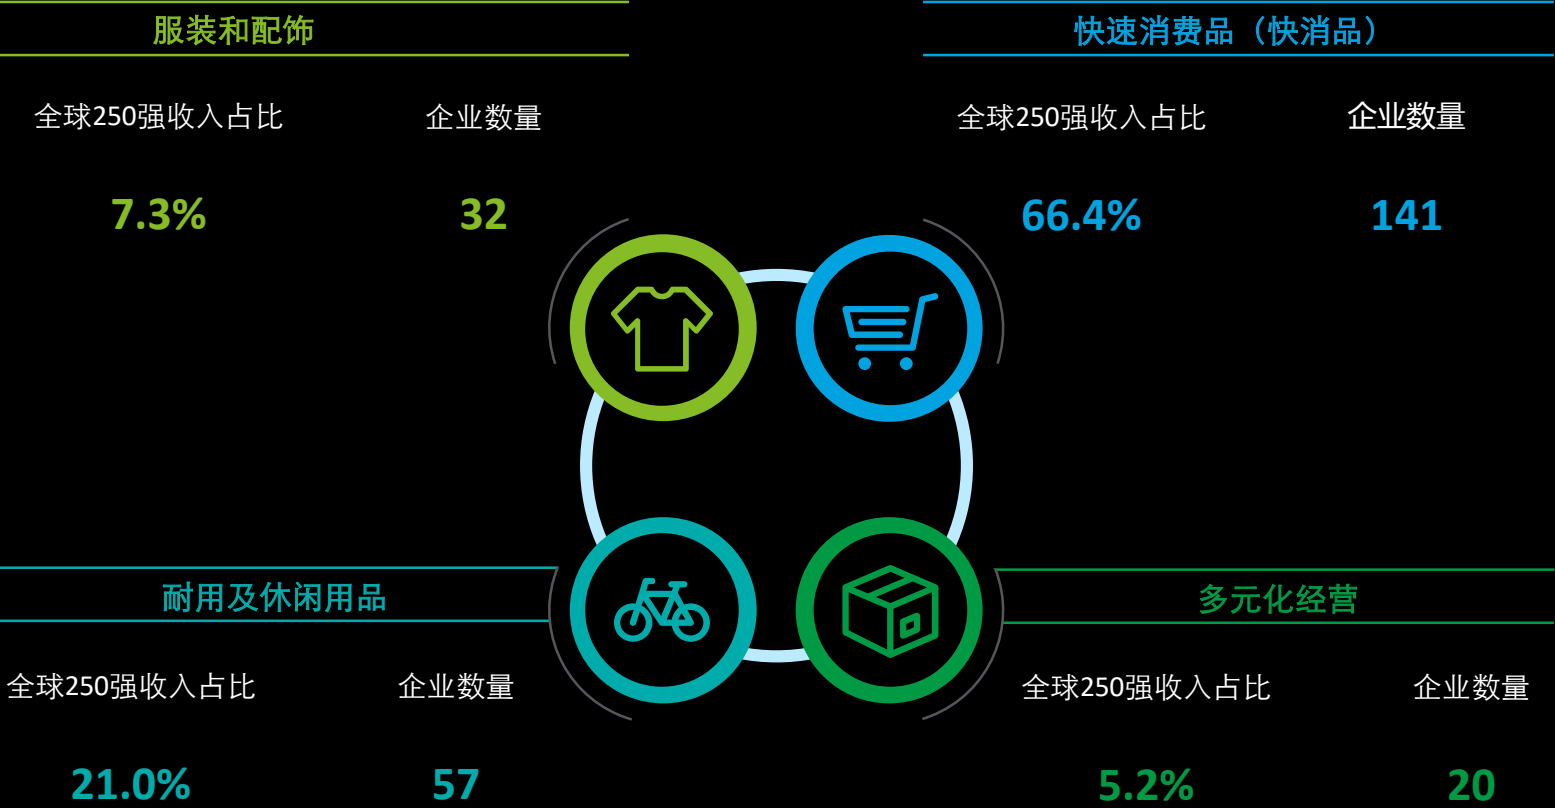 服装和配饰
全球250强收入占比
企业数量
7.3%
32
快速消费品（快消品）
全球250强收入占比
企业数量
66.4%
141
耐用及休闲用品
全球250强收入占比
企业数量
21.0%
57
多元化经营
全球250强收入占比
企业数量
5.2%
20